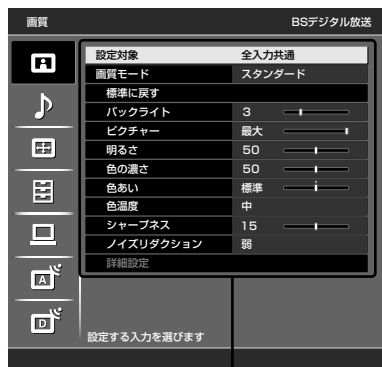 画質 BSデジタル放送
設定対象 全入力共通
画質モード スタンダード
標準に戻す
バックライト 3
ピクチャー 最大
明るさ 50
色の濃さ 50
色あい 標準
色温度 中
シャープネス 15
ノイズリダクション 弱
詳細設定
A
D
設定する入力を選びます